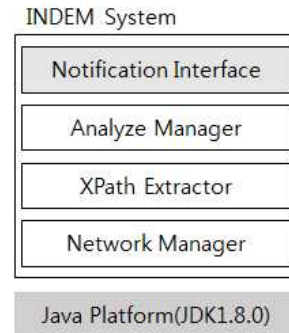 INDEM System
Notification Interface
Analyze Manager
XPath Extractor
Network Manager
Java Platform(JDK1.8.0)